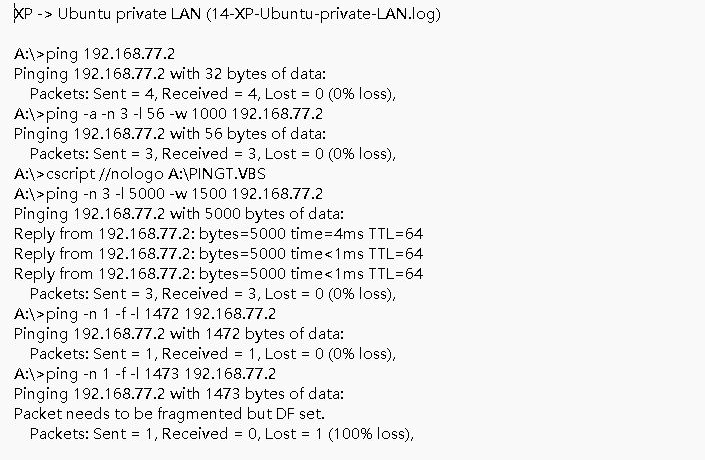 XP -> Ubuntu private LAN (14-XP-Ubuntu-private-LAN.log)

A:\>ping 192.168.77.2
Pinging 192.168.77.2 with 32 bytes of data:
    Packets: Sent = 4, Received = 4, Lost = 0 (0% loss),
A:\>ping -a -n 3 -l 56 -w 1000 192.168.77.2
Pinging 192.168.77.2 with 56 bytes of data:
    Packets: Sent = 3, Received = 3, Lost = 0 (0% loss),
A:\>cscript //nologo A:\PINGT.VBS
A:\>ping -n 3 -l 5000 -w 1500 192.168.77.2
Pinging 192.168.77.2 with 5000 bytes of data:
Reply from 192.168.77.2: bytes=5000 time=4ms TTL=64
Reply from 192.168.77.2: bytes=5000 time<1ms TTL=64
Reply from 192.168.77.2: bytes=5000 time<1ms TTL=64
    Packets: Sent = 3, Received = 3, Lost = 0 (0% loss),
A:\>ping -n 1 -f -l 1472 192.168.77.2
Pinging 192.168.77.2 with 1472 bytes of data:
    Packets: Sent = 1, Received = 1, Lost = 0 (0% loss),
A:\>ping -n 1 -f -l 1473 192.168.77.2
Pinging 192.168.77.2 with 1473 bytes of data:
Packet needs to be fragmented but DF set.
    Packets: Sent = 1, Received = 0, Lost = 1 (100% loss),